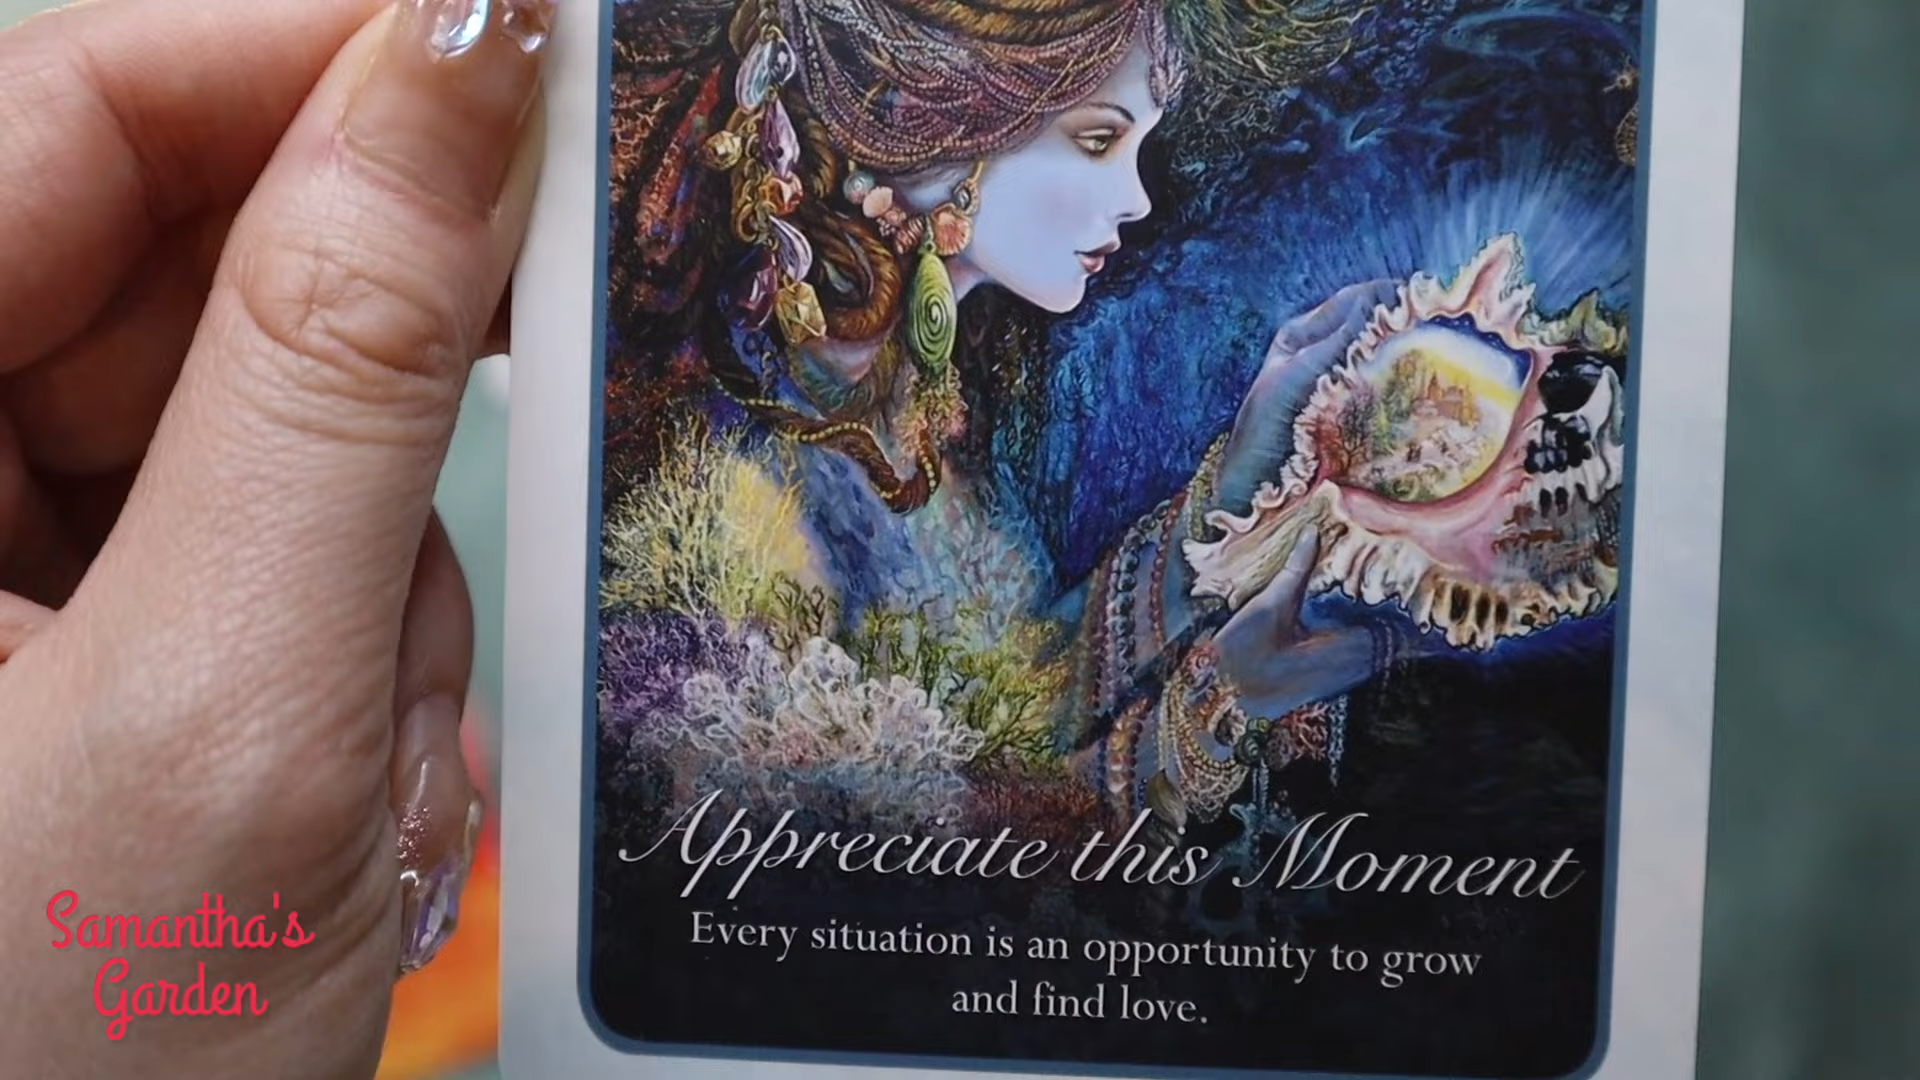 Appreciate this Moment
Every situation is an opportunity to grow
and find love.
Samantha's
Garden